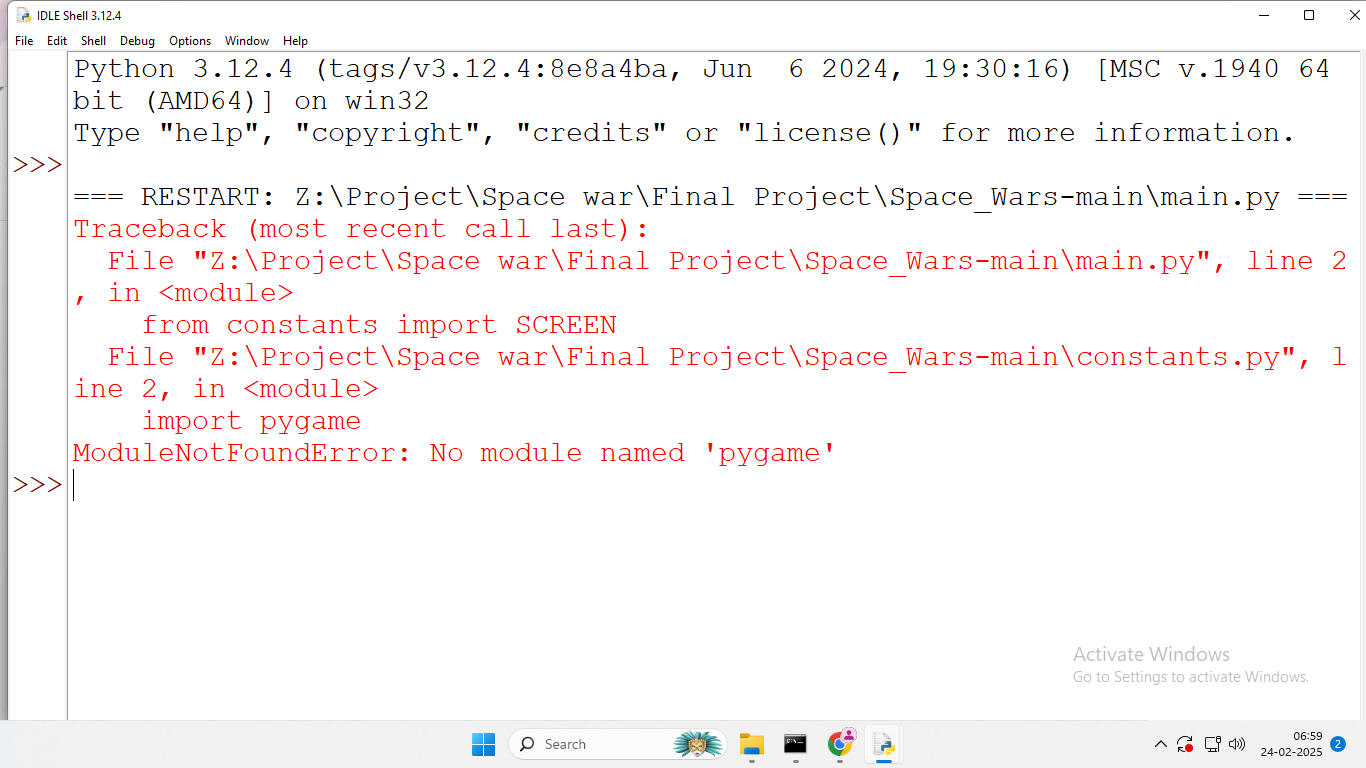 IDLE Shell 3.12.4
File Edit Shell Debug Options Window Help
Python 3.12.4 (tags/v3.12.4:8e8a4ba, Jun  6 2024, 19:30:16) [MSC v.1940 64
bit (AMD64)] on win32
Type "help", "copyright", "credits" or "license()" for more information.
>>>
=== RESTART: Z:\Project\Space war\Final Project\Space_Wars-main\main.py ===
Traceback (most recent call last):
  File "Z:\Project\Space war\Final Project\Space_Wars-main\main.py", line 2
, in <module>
    from constants import SCREEN
  File "Z:\Project\Space war\Final Project\Space_Wars-main\constants.py", l
ine 2, in <module>
    import pygame
ModuleNotFoundError: No module named 'pygame'
>>>
Activate Windows
Go to Settings to activate Windows.
Search
06:59
24-02-2025
2